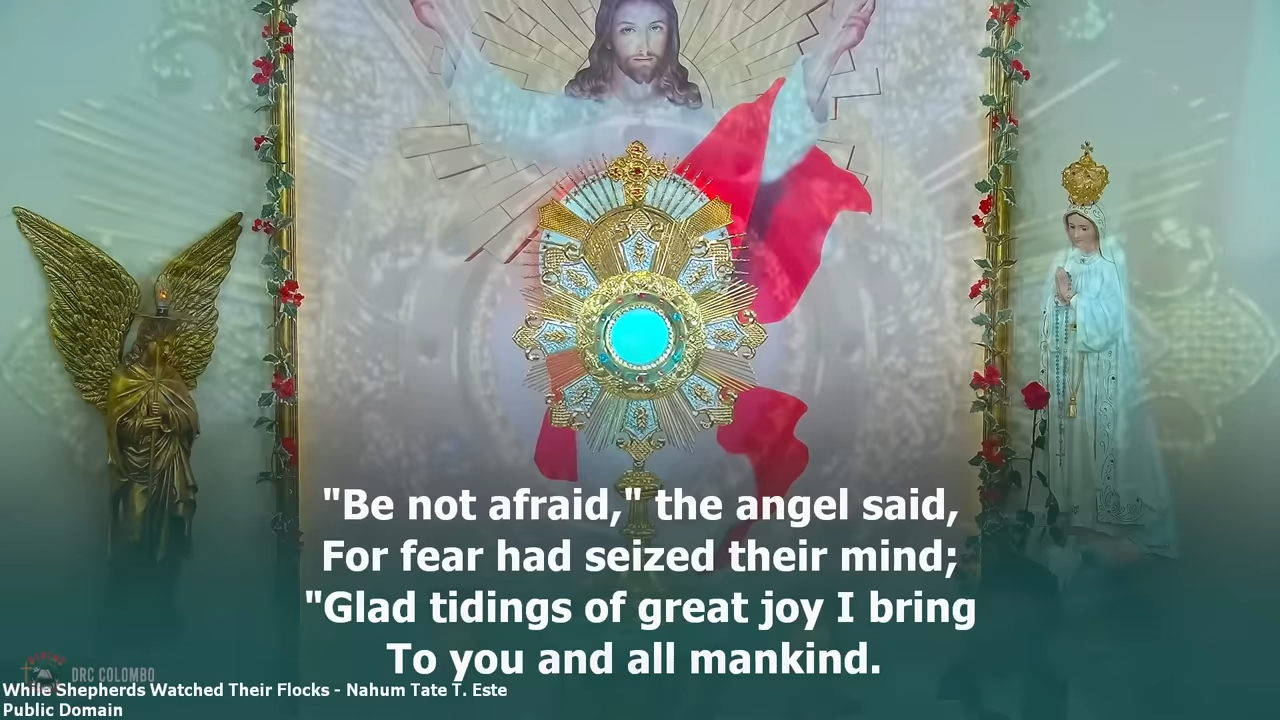 "Be not afraid," the angel said,
For fear had seized their mind;
"Glad tidings of great joy I bring
To you and all mankind.
DRC COLOMBO
While Shepherds Watched Their Flocks - Nahum Tate T. Este
Public Domain